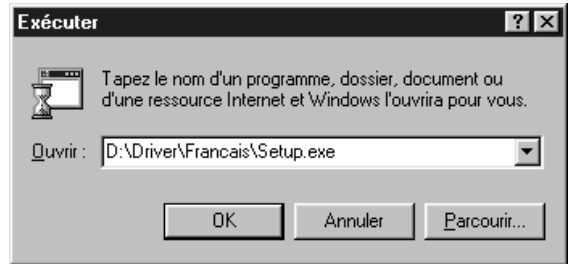 Exécuter
Tapez le nom d'un programme, dossier, document ou
d'une ressource Internet et Windows l'ouvrira pour vous.
Ouvrir : D:\Driver\Francais\Setup.exe
OK Annuler Parcourir...